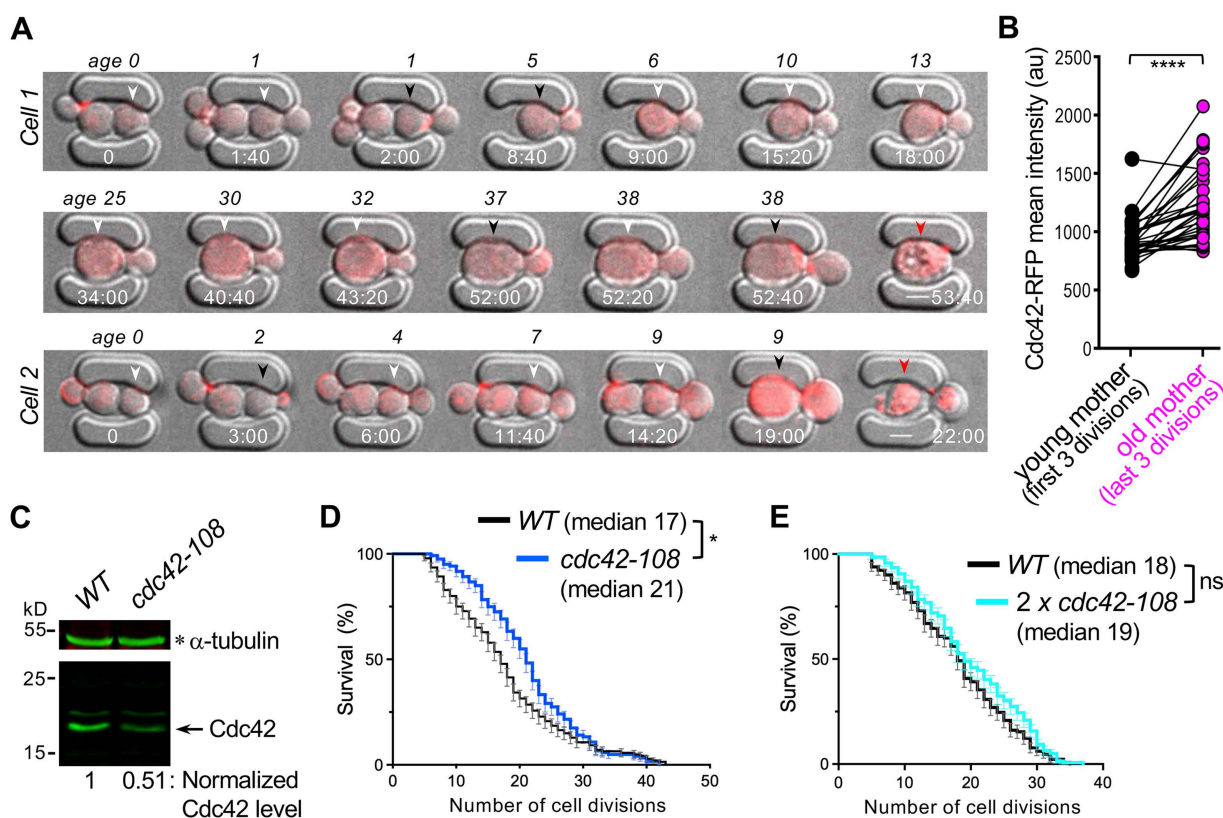 A
Cell 1
age 0 1 1 5 6 10 13
0 1:40 2:00 8:40 9:00 15:20 18:00
age 25 30 32 37 38 38
34:00 40:40 43:20 52:00 52:20 52:40 53:40
Cell 2
age 0 2 4 7 9 9
0 3:00 6:00 11:40 14:20 19:00 22:00
B
Cdc42-RFP mean intensity (au)
2500
2000
1500
1000
500
0
****
young mother
(first 3 divisions)
old mother
(last 3 divisions)
C
WT cdc42-108
kD
55-
* α-tubulin
25-
Cdc42
15-
1 0.51 : Normalized
Cdc42 level
D
WT (median 17)
cdc42-108
(median 21)
*
Survival (%)
100
50
0
0 10 20 30 40 50
Number of cell divisions
E
WT (median 18)
2 x cdc42-108
(median 19)
ns
Survival (%)
100
50
0
0 10 20 30 40
Number of cell divisions